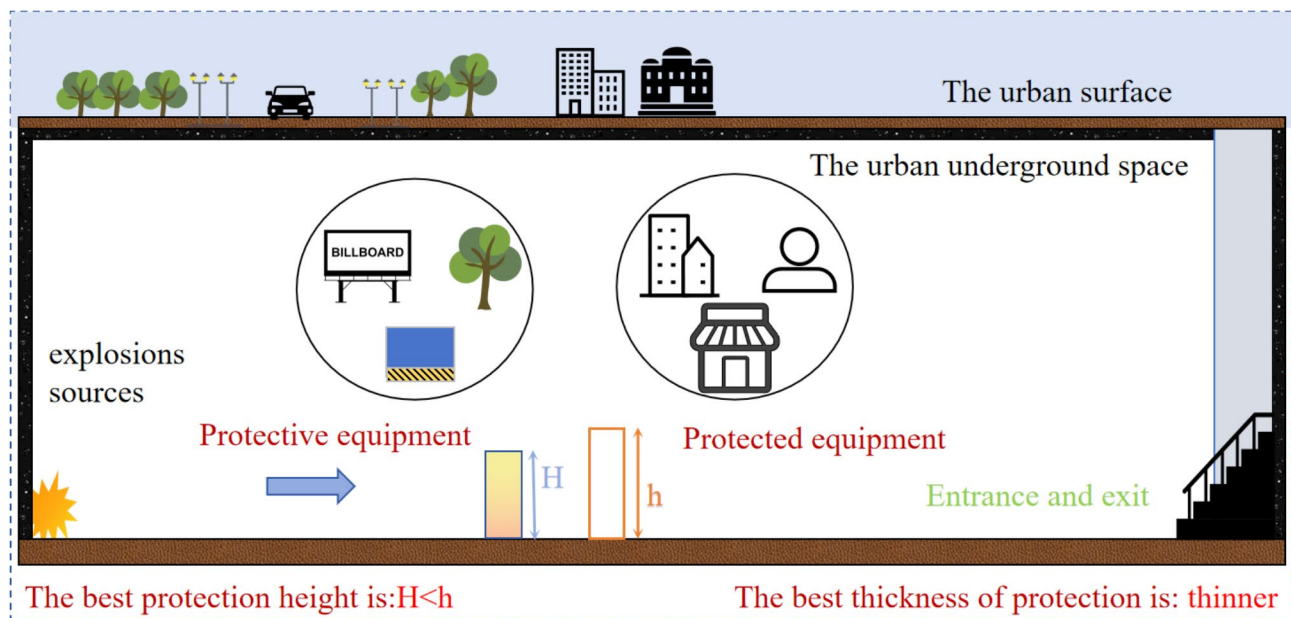 The urban surface
The urban underground space
BILLBOARD
explosions
sources
Protective equipment
Protected equipment
H
h
Entrance and exit
The best protection height is:H<h
The best thickness of protection is: thinner